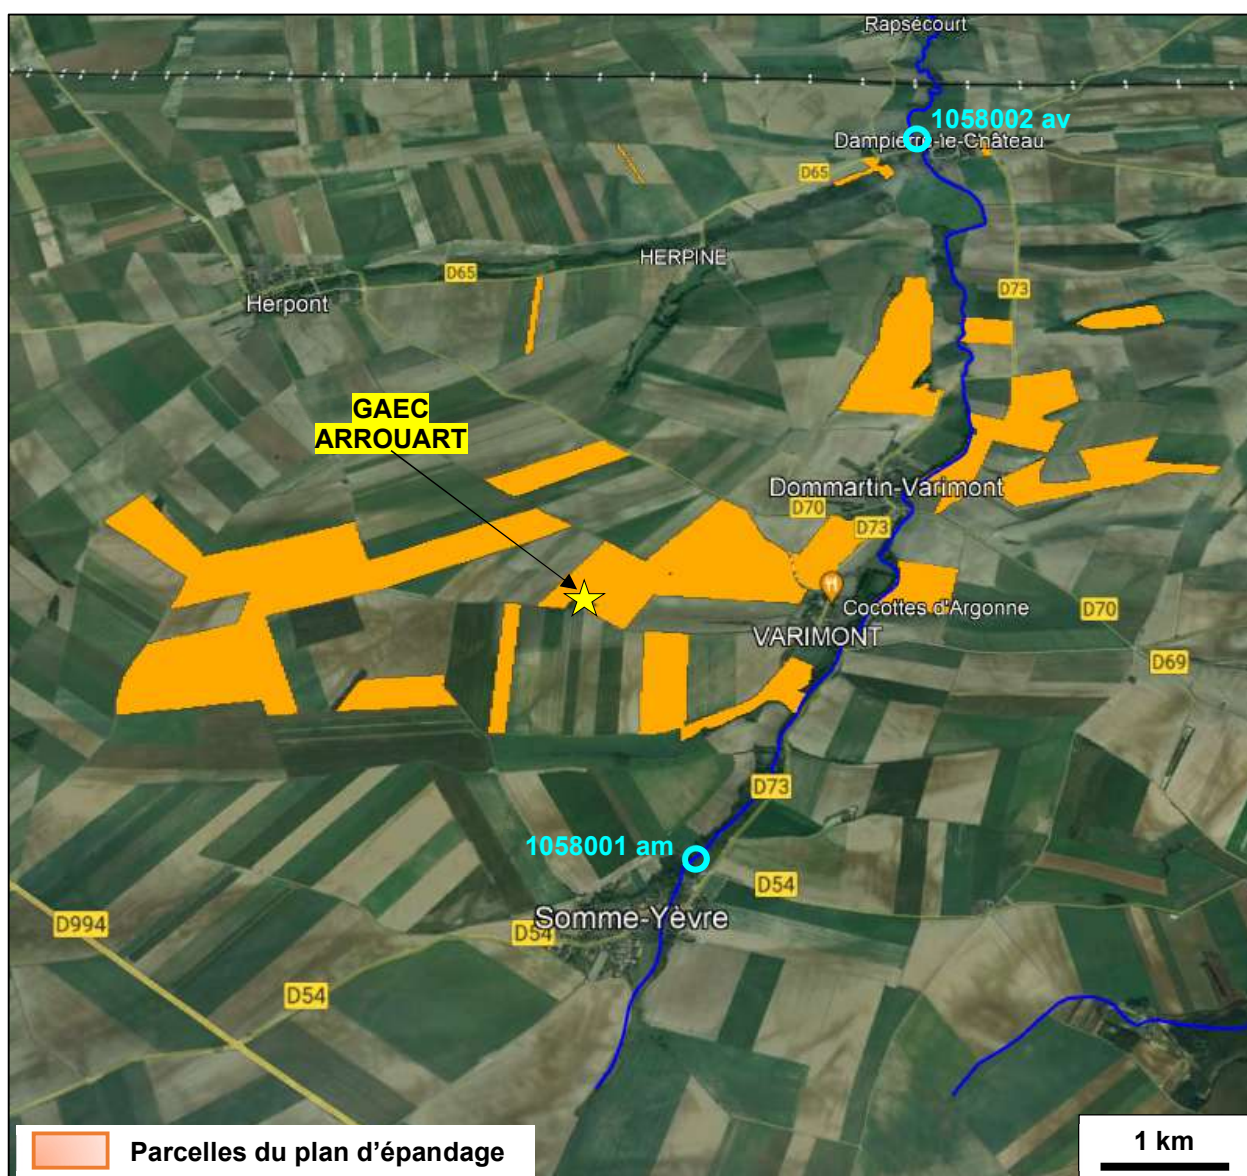 Rapsécourt
1058002 av
Dampierre-le-Château
D65
HERPINE
D65
D73
Herpont
GAEC
ARROUART
Dommartin-Varimont
D70
D73
Cocottes d'Argonne
D70
VARIMONT
D69
D73
1058001 am
D54
Somme-Yèvre
D994
D54
D54
Parcelles du plan d'épandage
1 km